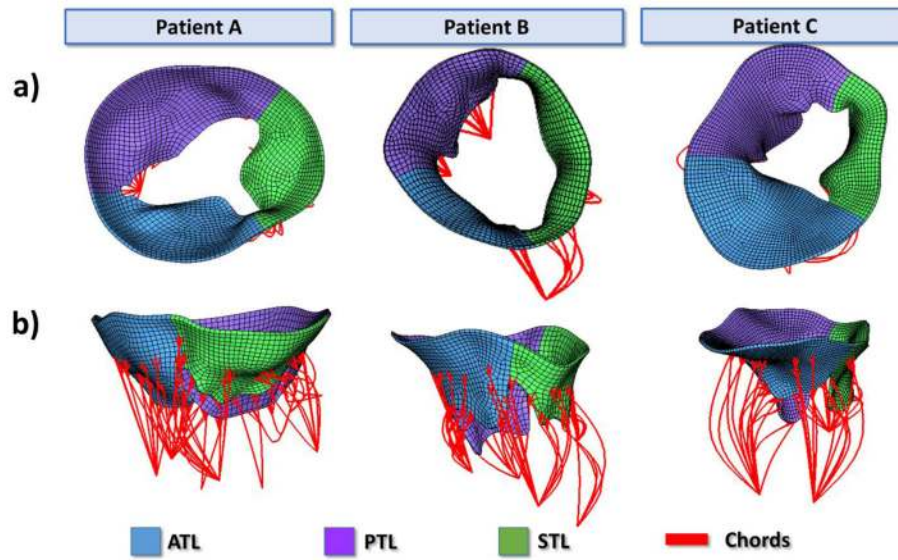 Patient A
Patient B
Patient C
a)
b)
ATL
PTL
STL
Chords